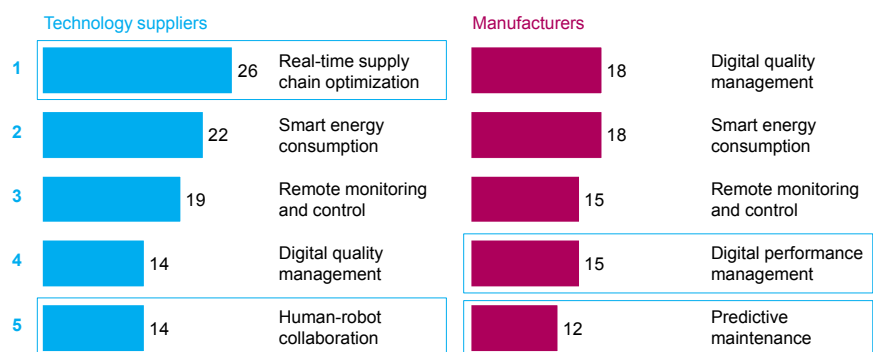 Technology suppliers
Manufacturers
1
26
Real-time supply
chain optimization
18
Digital quality
management
2
22
Smart energy
consumption
18
Smart energy
consumption
3
19
Remote monitoring
and control
15
Remote monitoring
and control
4
14
Digital quality
management
15
Digital performance
management
5
14
Human-robot
collaboration
12
Predictive
maintenance